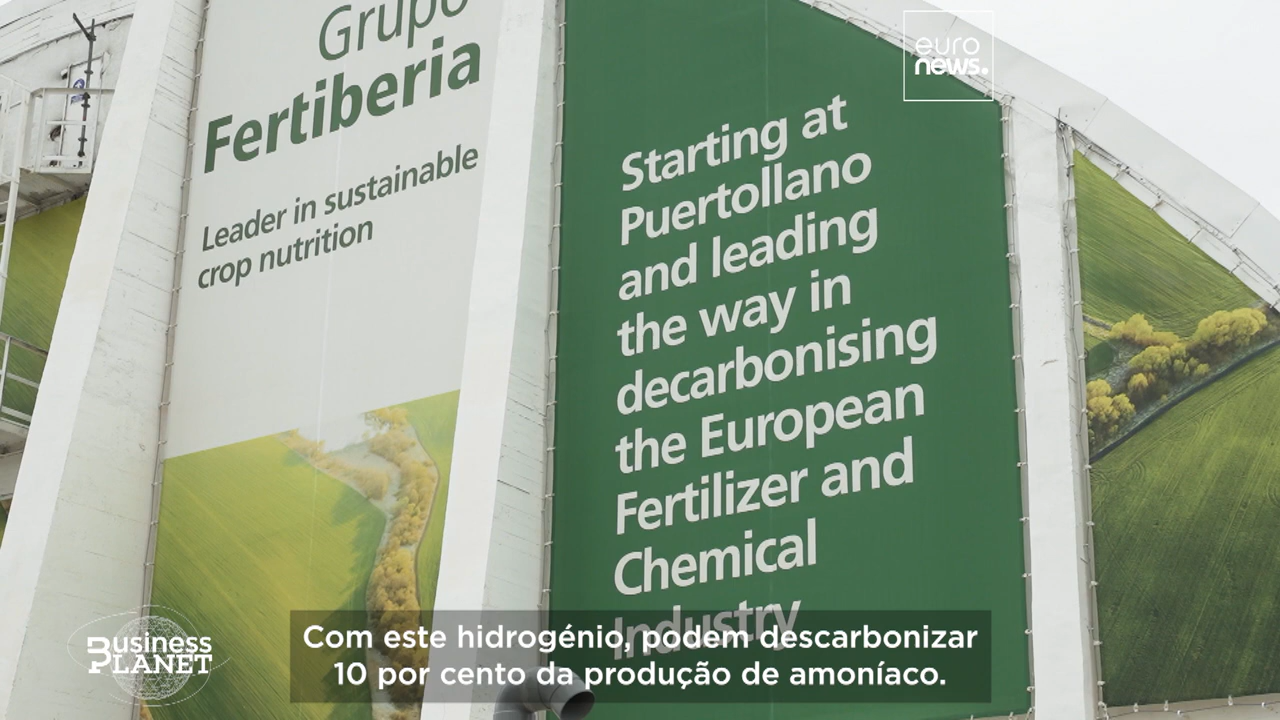 Grupo
Fertiberia
Leader in sustainable
crop nutrition
euro
news.
Starting at
Puertollano
and leading
the way in
decarbonising
the European
Fertilizer and
Chemical
Industry
Business
PLANET
Com este hidrogénio, podem descarbonizar
10 por cento da produção de amoníaco.